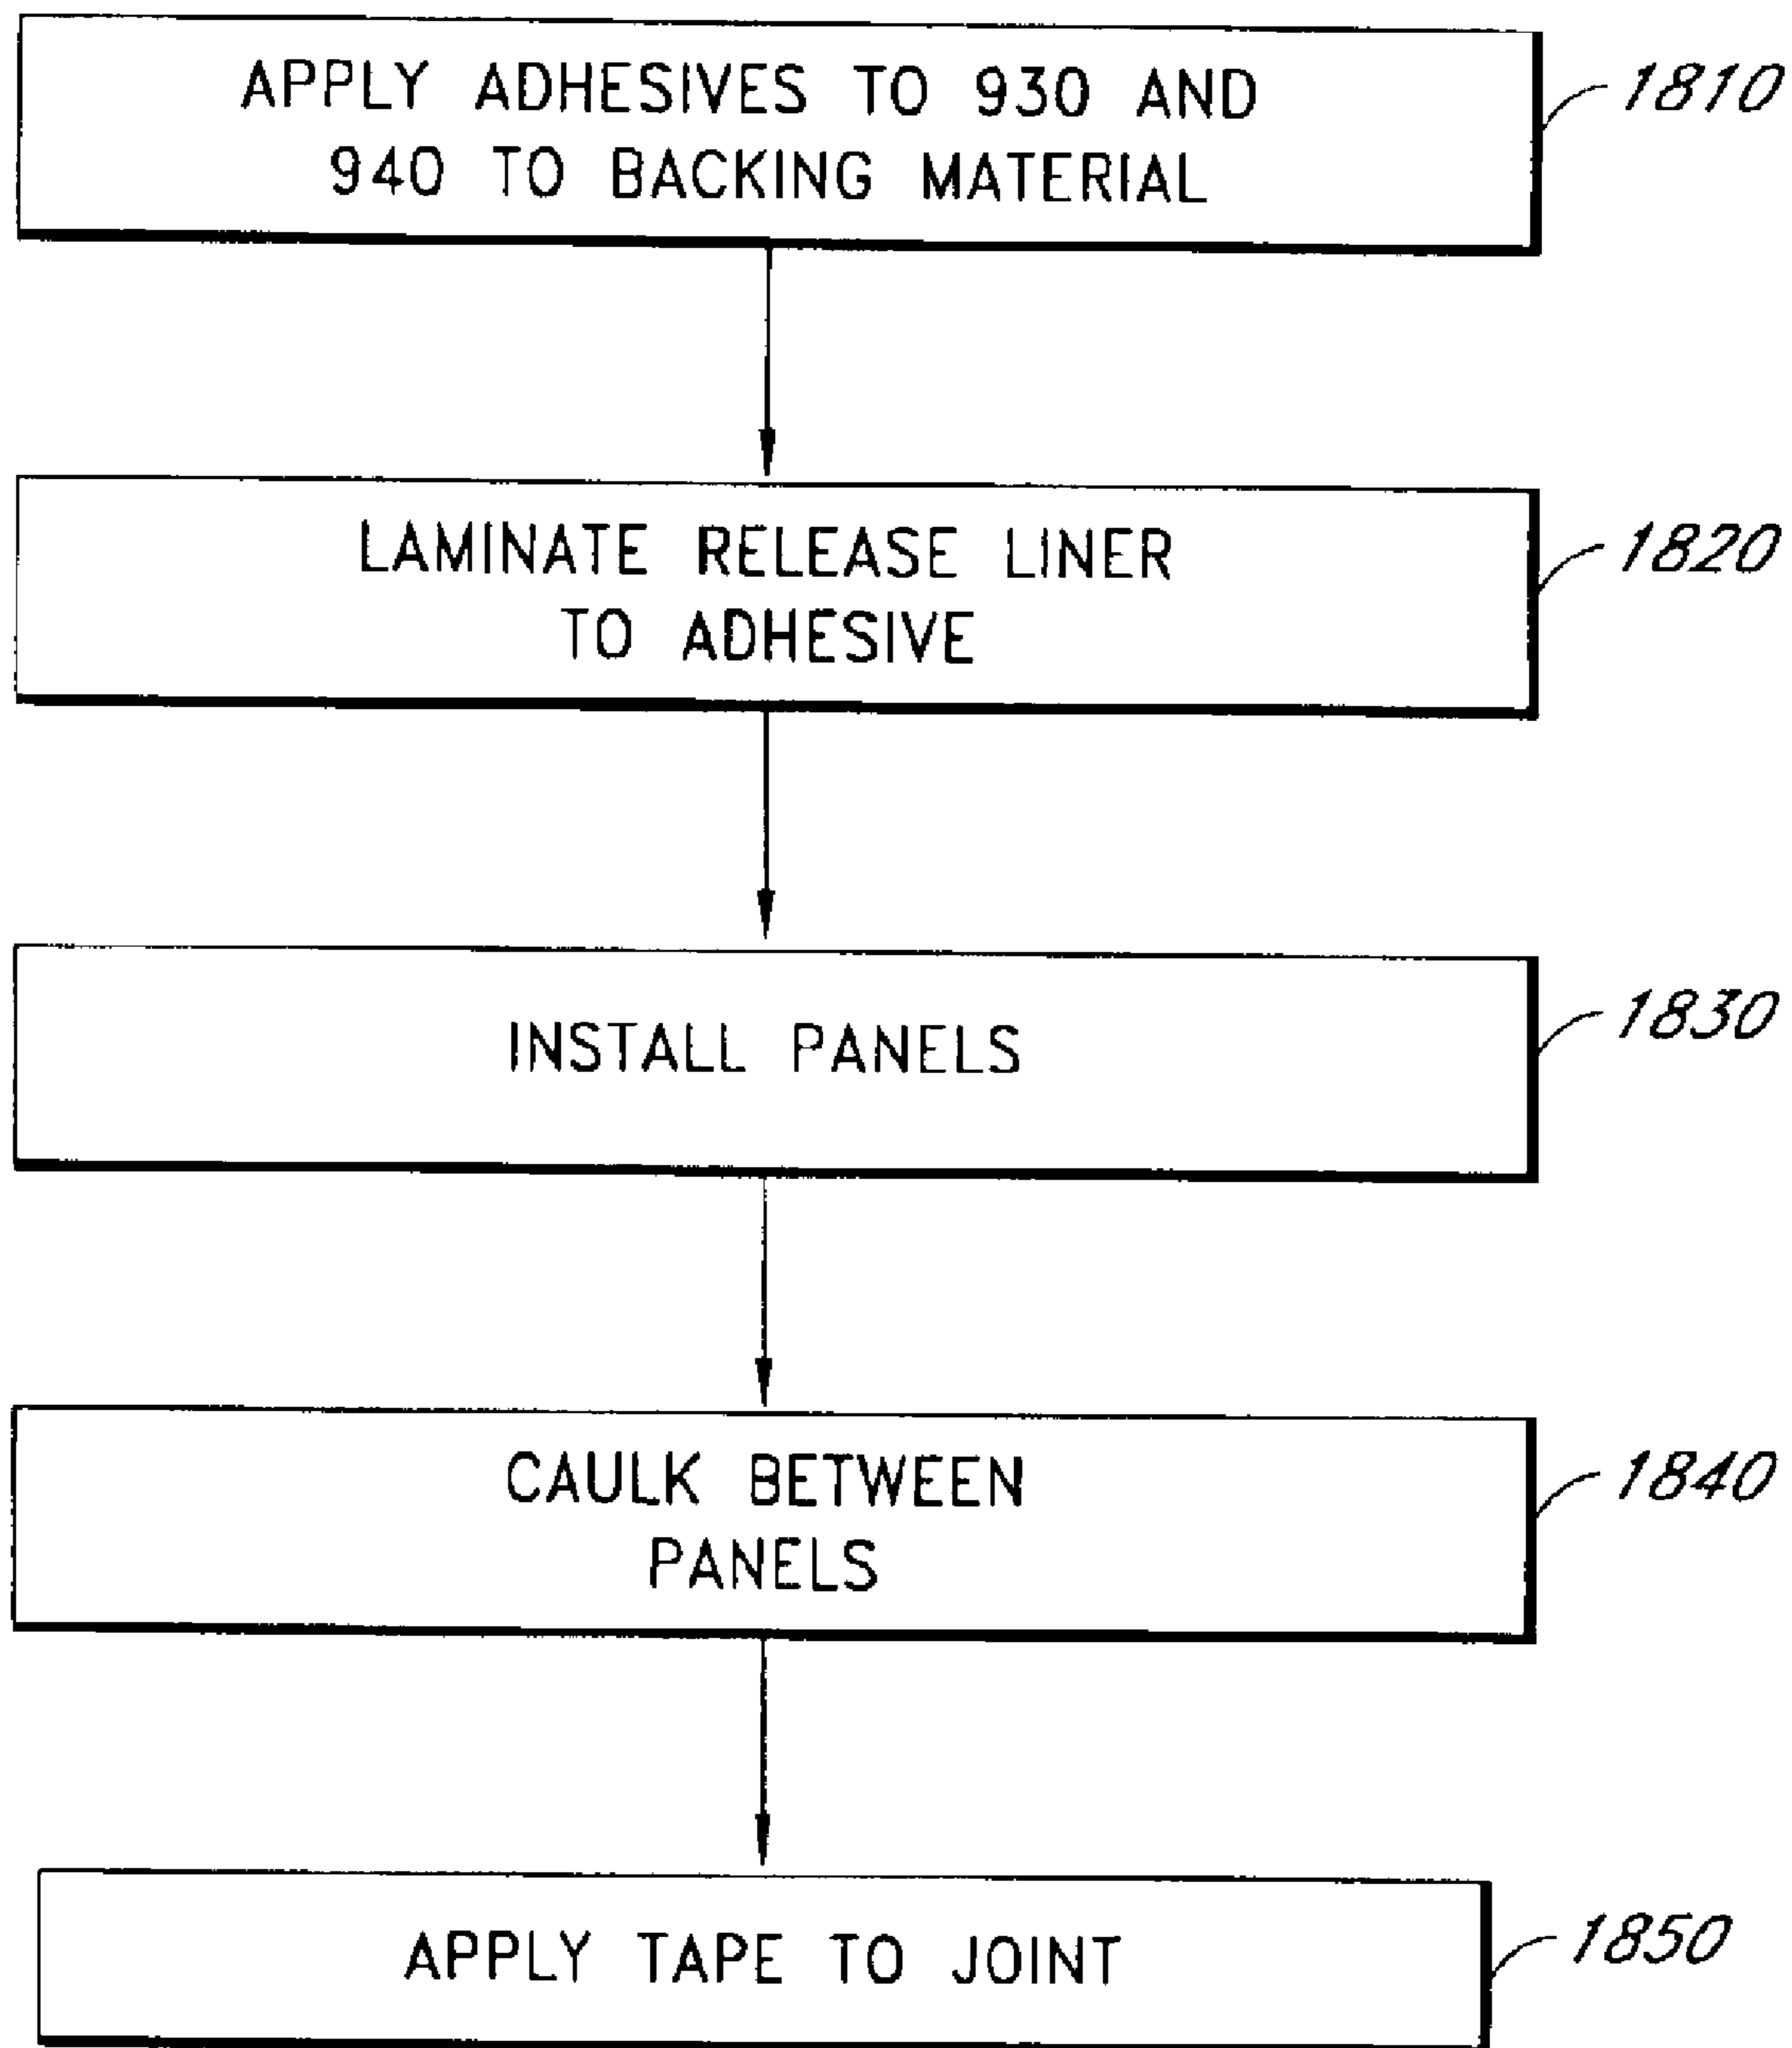 APPLY ADHESIVES TO 930 AND
940 TO BACKING MATERIAL
1810
LAMINATE RELEASE LINER
TO ADHESIVE
1820
INSTALL PANELS
1830
CAULK BETWEEN
PANELS
1840
APPLY TAPE TO JOINT
1850